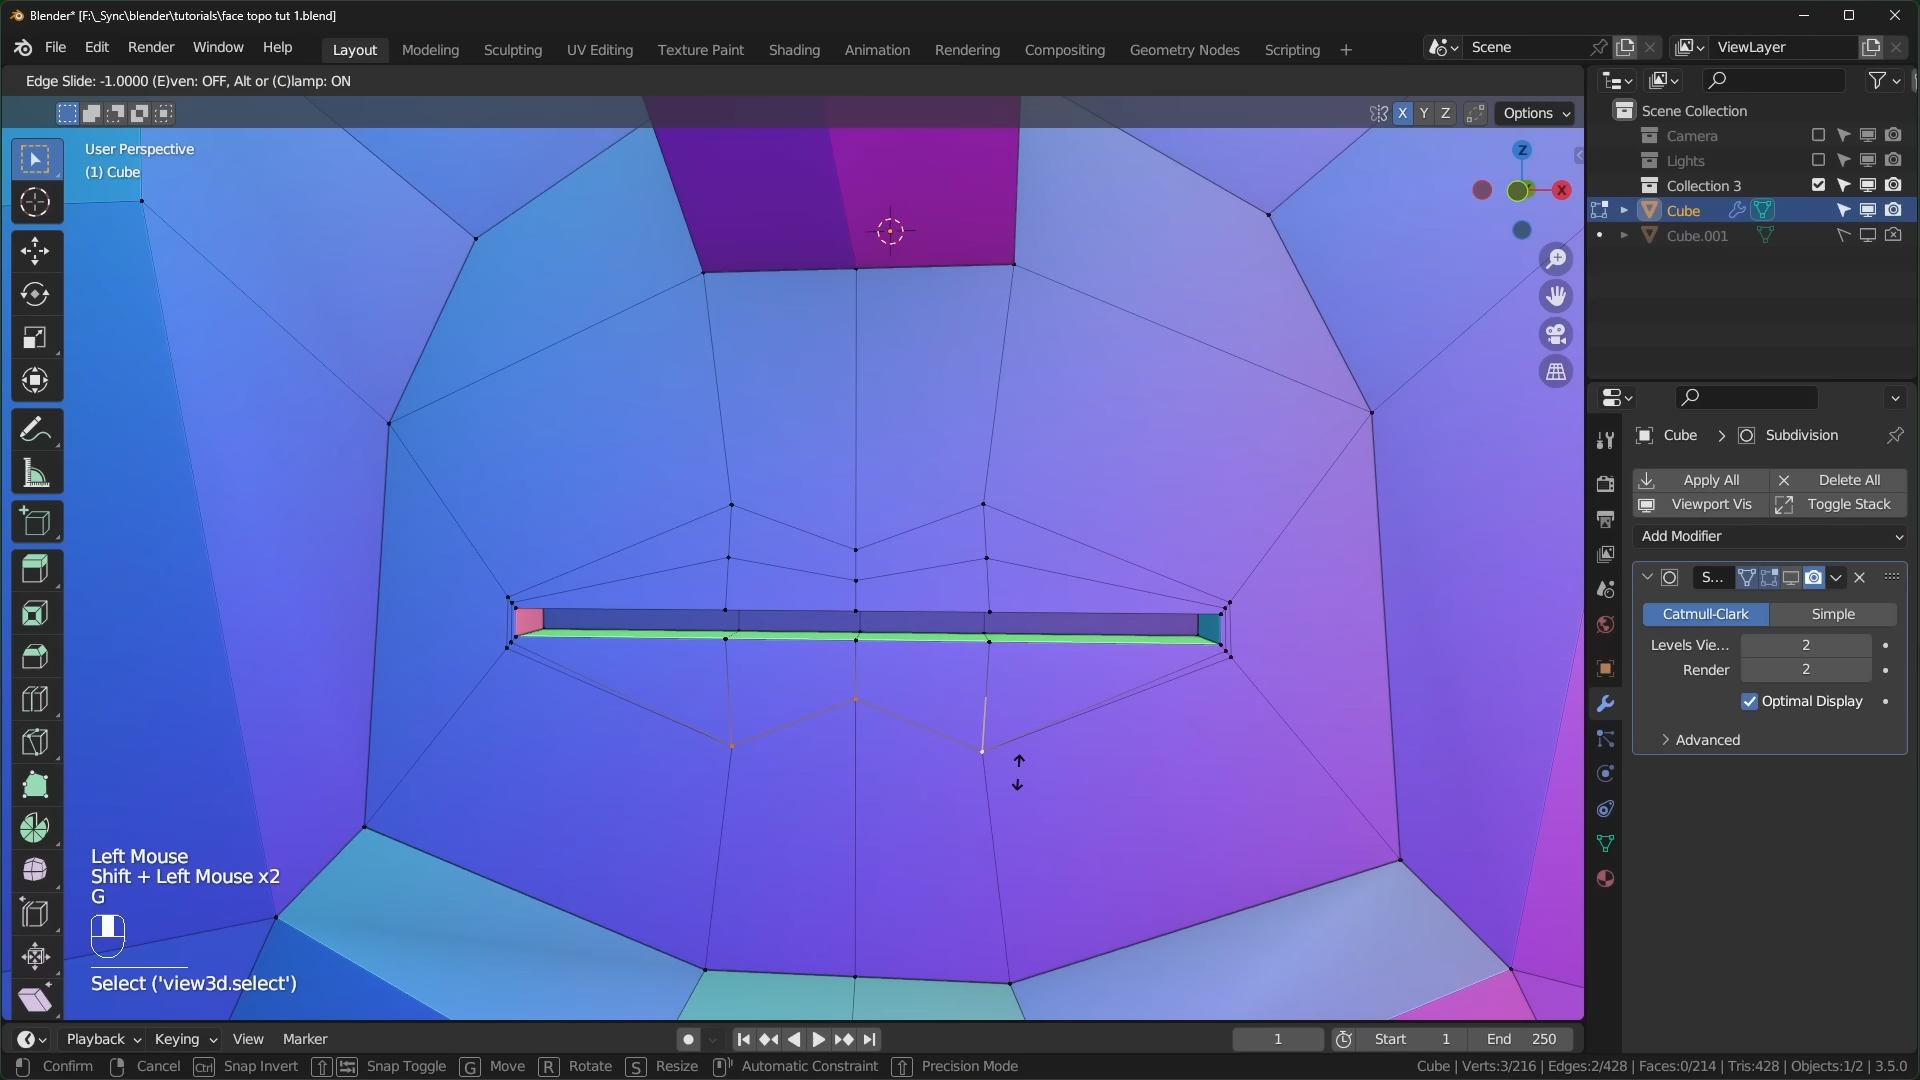 Blender* [F:\_Sync\blender\tutorials\face topo tut 1.blend]
File Edit Render Window Help Layout Modeling Sculpting UV Editing Texture Paint Shading Animation Rendering Compositing Geometry Nodes Scripting + Scene ViewLayer
Edge Slide: -1.0000 (E)ven: OFF, Alt or (C)lamp: ON
X Y Z Options
User Perspective
(1) Cube
Z
X
Scene Collection
Camera
Lights
Collection 3
Cube
Cube.001
Cube > Subdivision
Apply All Delete All
Viewport Vis Toggle Stack
Add Modifier
S...
Catmull-Clark Simple
Levels Vie... 2
Render 2
Optimal Display
Advanced
Left Mouse
Shift + Left Mouse x2
G
Select ('view3d.select')
Playback Keying View Marker 1 Start 1 End 250
Confirm Cancel Ctrl Snap Invert Snap Toggle G Move R Rotate S Resize Automatic Constraint Precision Mode Cube | Verts:3/216 | Edges:2/428 | Faces:0/214 | Tris:428 | Objects:1/2 | 3.5.0